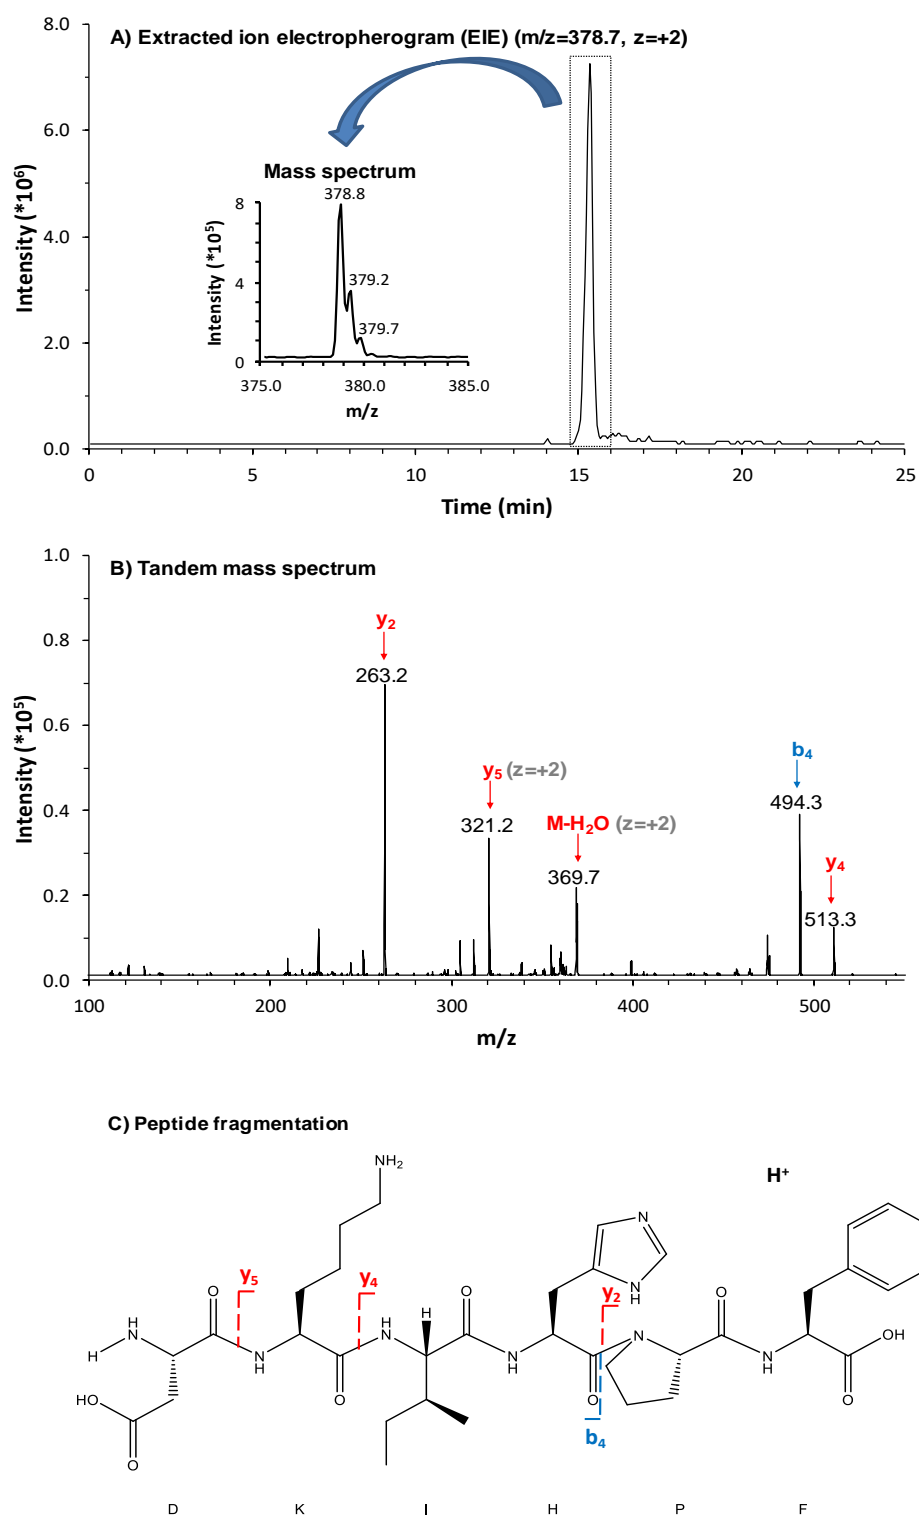 A) Extracted ion electropherogram (EIE) (m/z=378.7, z=+2)
8.0
6.0
4.0
2.0
0.0
Intensity (*10⁶)
Mass spectrum
378.8
379.2
379.7
8
4
0
Intensity (*10⁵)
375.0 380.0 385.0
m/z
0 5 10 15 20 25
Time (min)
B) Tandem mass spectrum
1.0
0.8
0.6
0.4
0.2
0.0
Intensity (*10⁵)
y₂
263.2
y₅ (z=+2)
321.2
M-H₂O (z=+2)
369.7
b₄
494.3
y₄
513.3
100 200 300 400 500
m/z
C) Peptide fragmentation
H⁺
NH₂
N
N
H
y₅
y₄
y₂
O
H
O
O
N
H
H
N
N
H
O
N
H
N
O
N
H
OH
O
O
HO
O
b₄
D K I H P F